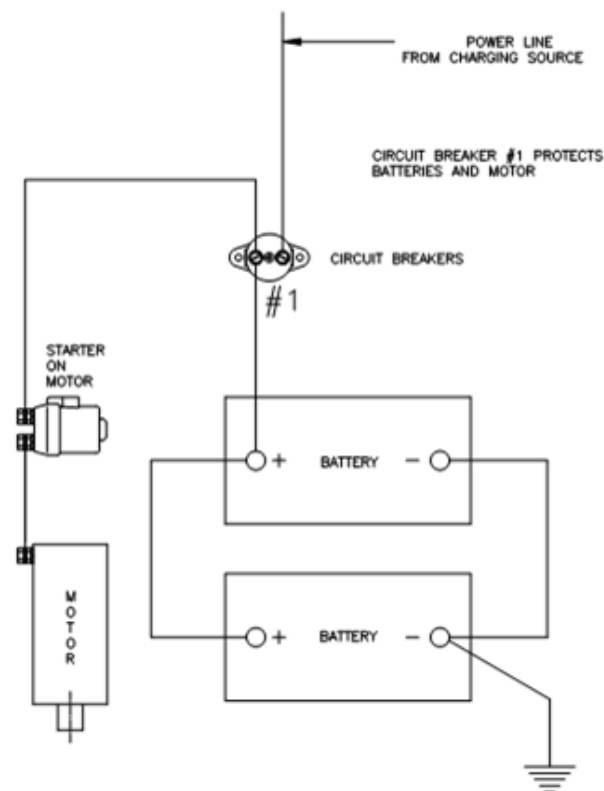 POWER LINE
FROM CHARGING SOURCE
CIRCUIT BREAKER #1 PROTECTS
BATTERIES AND MOTOR
CIRCUIT BREAKERS
#1
STARTER
ON
MOTOR
+ BATTERY -
+ BATTERY -
MOTOR